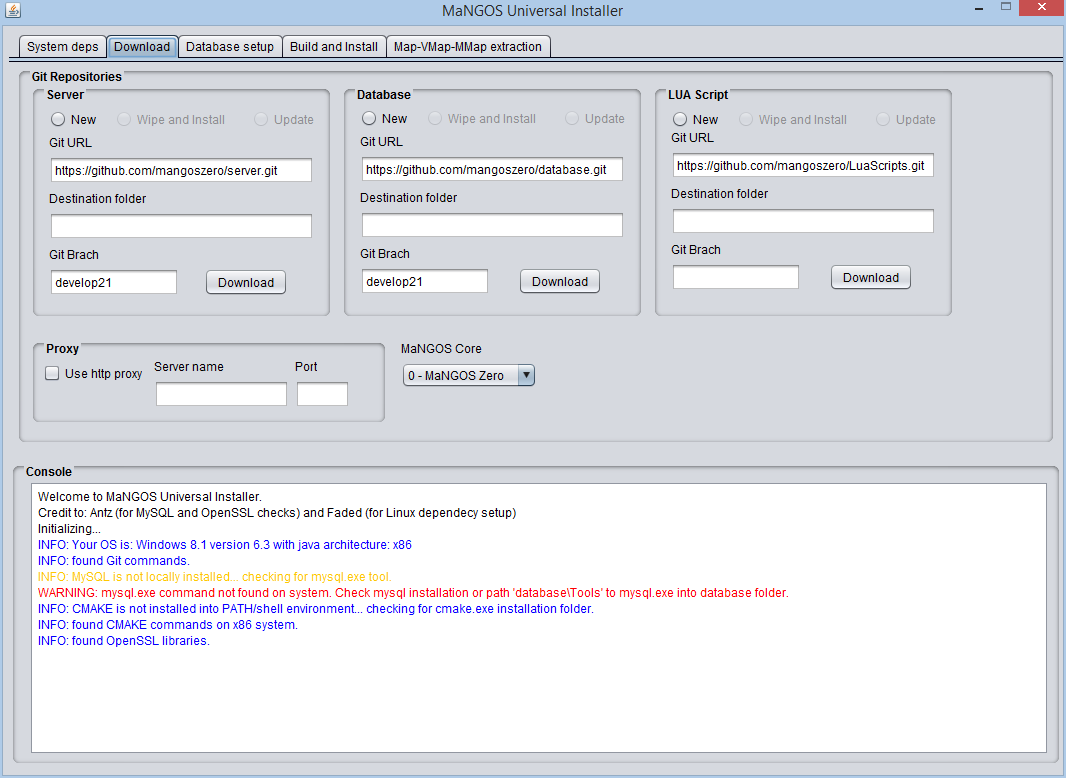 MaNGOS Universal Installer
System deps Download Database setup Build and Install Map-VMap-MMap extraction
Git Repositories
Server
New Wipe and Install Update
Git URL
https://github.com/mangoszero/server.git
Destination folder
Git Brach
develop21 Download
Database
New Wipe and Install Update
Git URL
https://github.com/mangoszero/database.git
Destination folder
Git Brach
develop21 Download
LUA Script
New Wipe and Install Update
Git URL
https://github.com/mangoszero/LuaScripts.git
Destination folder
Git Brach
Download
Proxy
Use http proxy Server name Port
MaNGOS Core
0 - MaNGOS Zero
Console
Welcome to MaNGOS Universal Installer.
Credit to: Antz (for MySQL and OpenSSL checks) and Faded (for Linux dependecy setup)
Initializing...
INFO: Your OS is: Windows 8.1 version 6.3 with java architecture: x86
INFO: found Git commands.
INFO: MySQL is not locally installed... checking for mysql.exe tool.
WARNING: mysql.exe command not found on system. Check mysql installation or path 'database\Tools' to mysql.exe into database folder.
INFO: CMAKE is not installed into PATH/shell environment... checking for cmake.exe installation folder.
INFO: found CMAKE commands on x86 system.
INFO: found OpenSSL libraries.